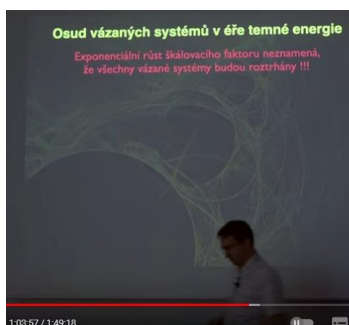 Osud vázaných systémů v éře temné energie
Exponenciální růst škálovacího faktoru neznamená,
že všechny vázané systémy budou roztrhány !!!
1:03:57 / 1:49:18